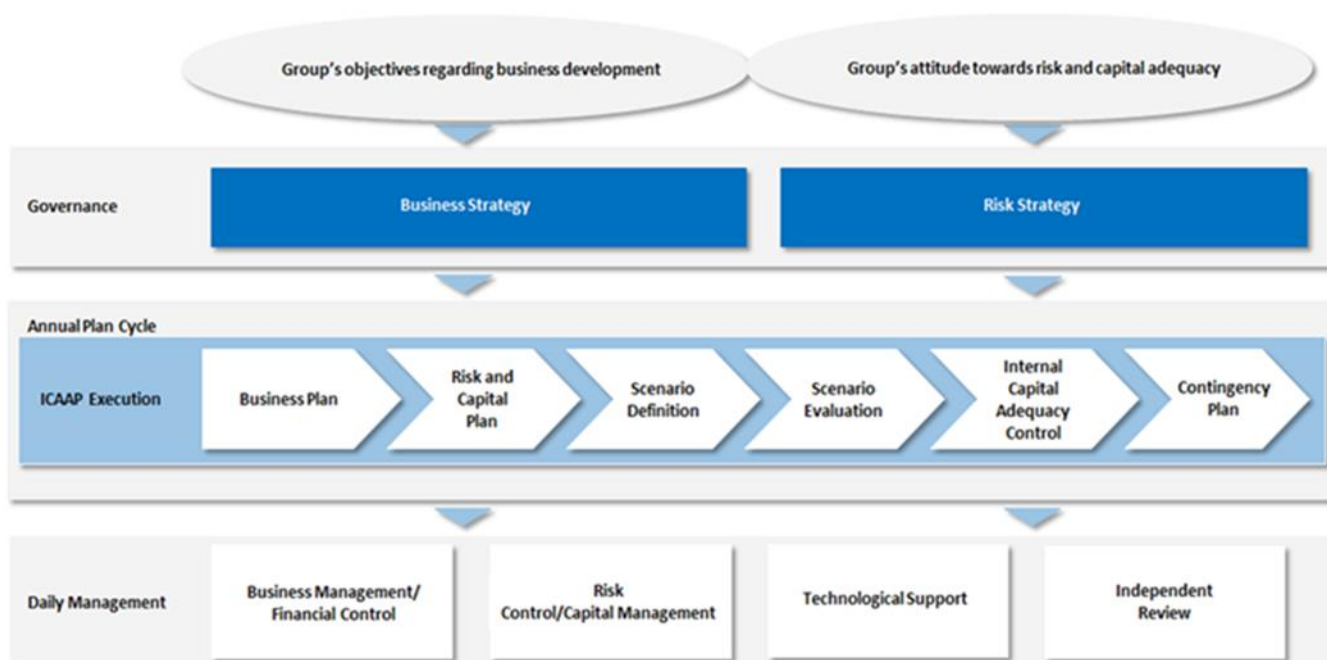 Group's objectives regarding business development
Group's attitude towards risk and capital adequacy
Governance
Business Strategy
Risk Strategy
Annual Plan Cycle
ICAAP Execution
Business Plan
Risk and
Capital
Plan
Scenario
Definition
Scenario
Evaluation
Internal
Capital
Adequacy
Control
Contingency
Plan
Daily Management
Business Management/
Financial Control
Risk
Control/Capital Management
Technological Support
Independent
Review